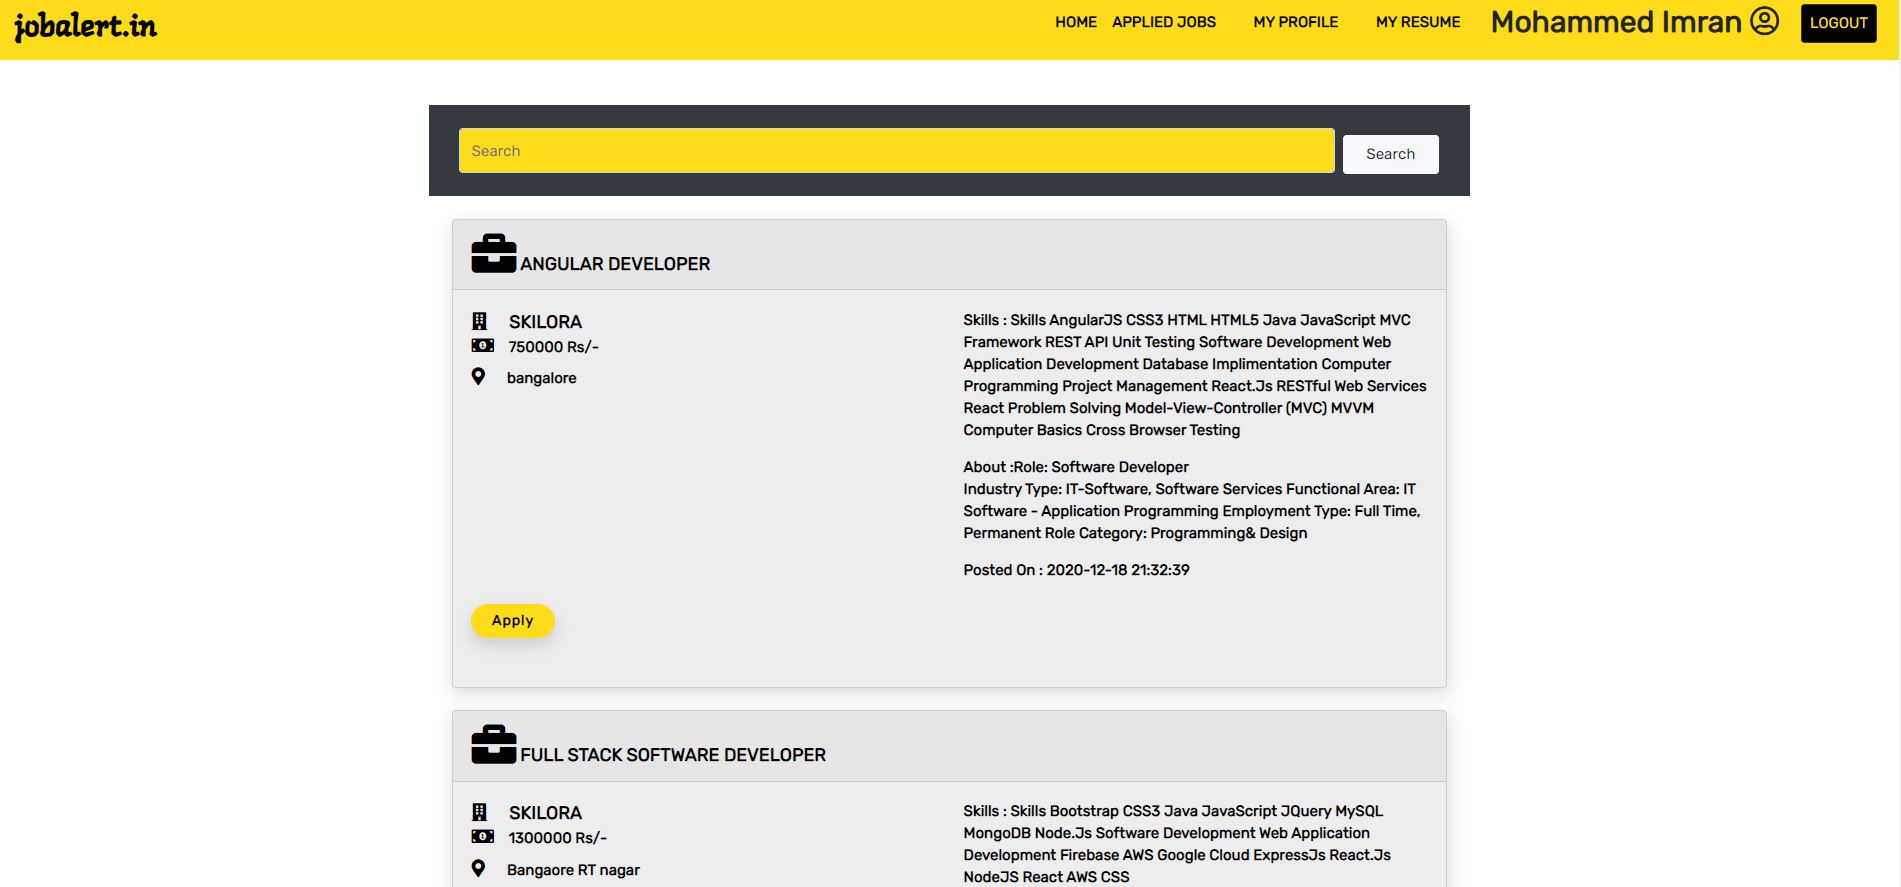 jobalert.in
HOME APPLIED JOBS MY PROFILE MY RESUME Mohammed Imran LOGOUT
Search Search
ANGULAR DEVELOPER
SKILORA
750000 Rs/-
bangalore
Skills : Skills AngularJS CSS3 HTML HTML5 Java JavaScript MVC
Framework REST API Unit Testing Software Development Web
Application Development Database Implimentation Computer
Programming Project Management React.Js RESTful Web Services
React Problem Solving Model-View-Controller (MVC) MVVM
Computer Basics Cross Browser Testing
About :Role: Software Developer
Industry Type: IT-Software, Software Services Functional Area: IT
Software - Application Programming Employment Type: Full Time,
Permanent Role Category: Programming& Design
Posted On : 2020-12-18 21:32:39
Apply
FULL STACK SOFTWARE DEVELOPER
SKILORA
1300000 Rs/-
Bangaore RT nagar
Skills : Skills Bootstrap CSS3 Java JavaScript JQuery MySQL
MongoDB Node.Js Software Development Web Application
Development Firebase AWS Google Cloud ExpressJs React.Js
NodeJS React AWS CSS